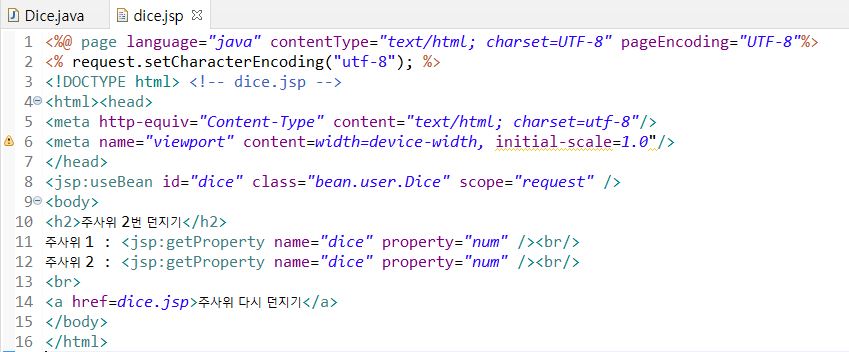 Dice.java dice.jsp
1 <%@ page language="java" contentType="text/html; charset=UTF-8" pageEncoding="UTF-8"%>
2 <% request.setCharacterEncoding("utf-8"); %>
3 <!DOCTYPE html> <!-- dice.jsp -->
4 <html><head>
5 <meta http-equiv="Content-Type" content="text/html; charset=utf-8"/>
6 <meta name="viewport" content=width=device-width, initial-scale=1.0"/>
7 </head>
8 <jsp:useBean id="dice" class="bean.user.Dice" scope="request" />
9 <body>
10 <h2>주사위 2번 던지기</h2>
11 주사위 1 : <jsp:getProperty name="dice" property="num" /><br/>
12 주사위 2 : <jsp:getProperty name="dice" property="num" /><br/>
13 <br>
14 <a href=dice.jsp>주사위 다시 던지기</a>
15 </body>
16 </html>